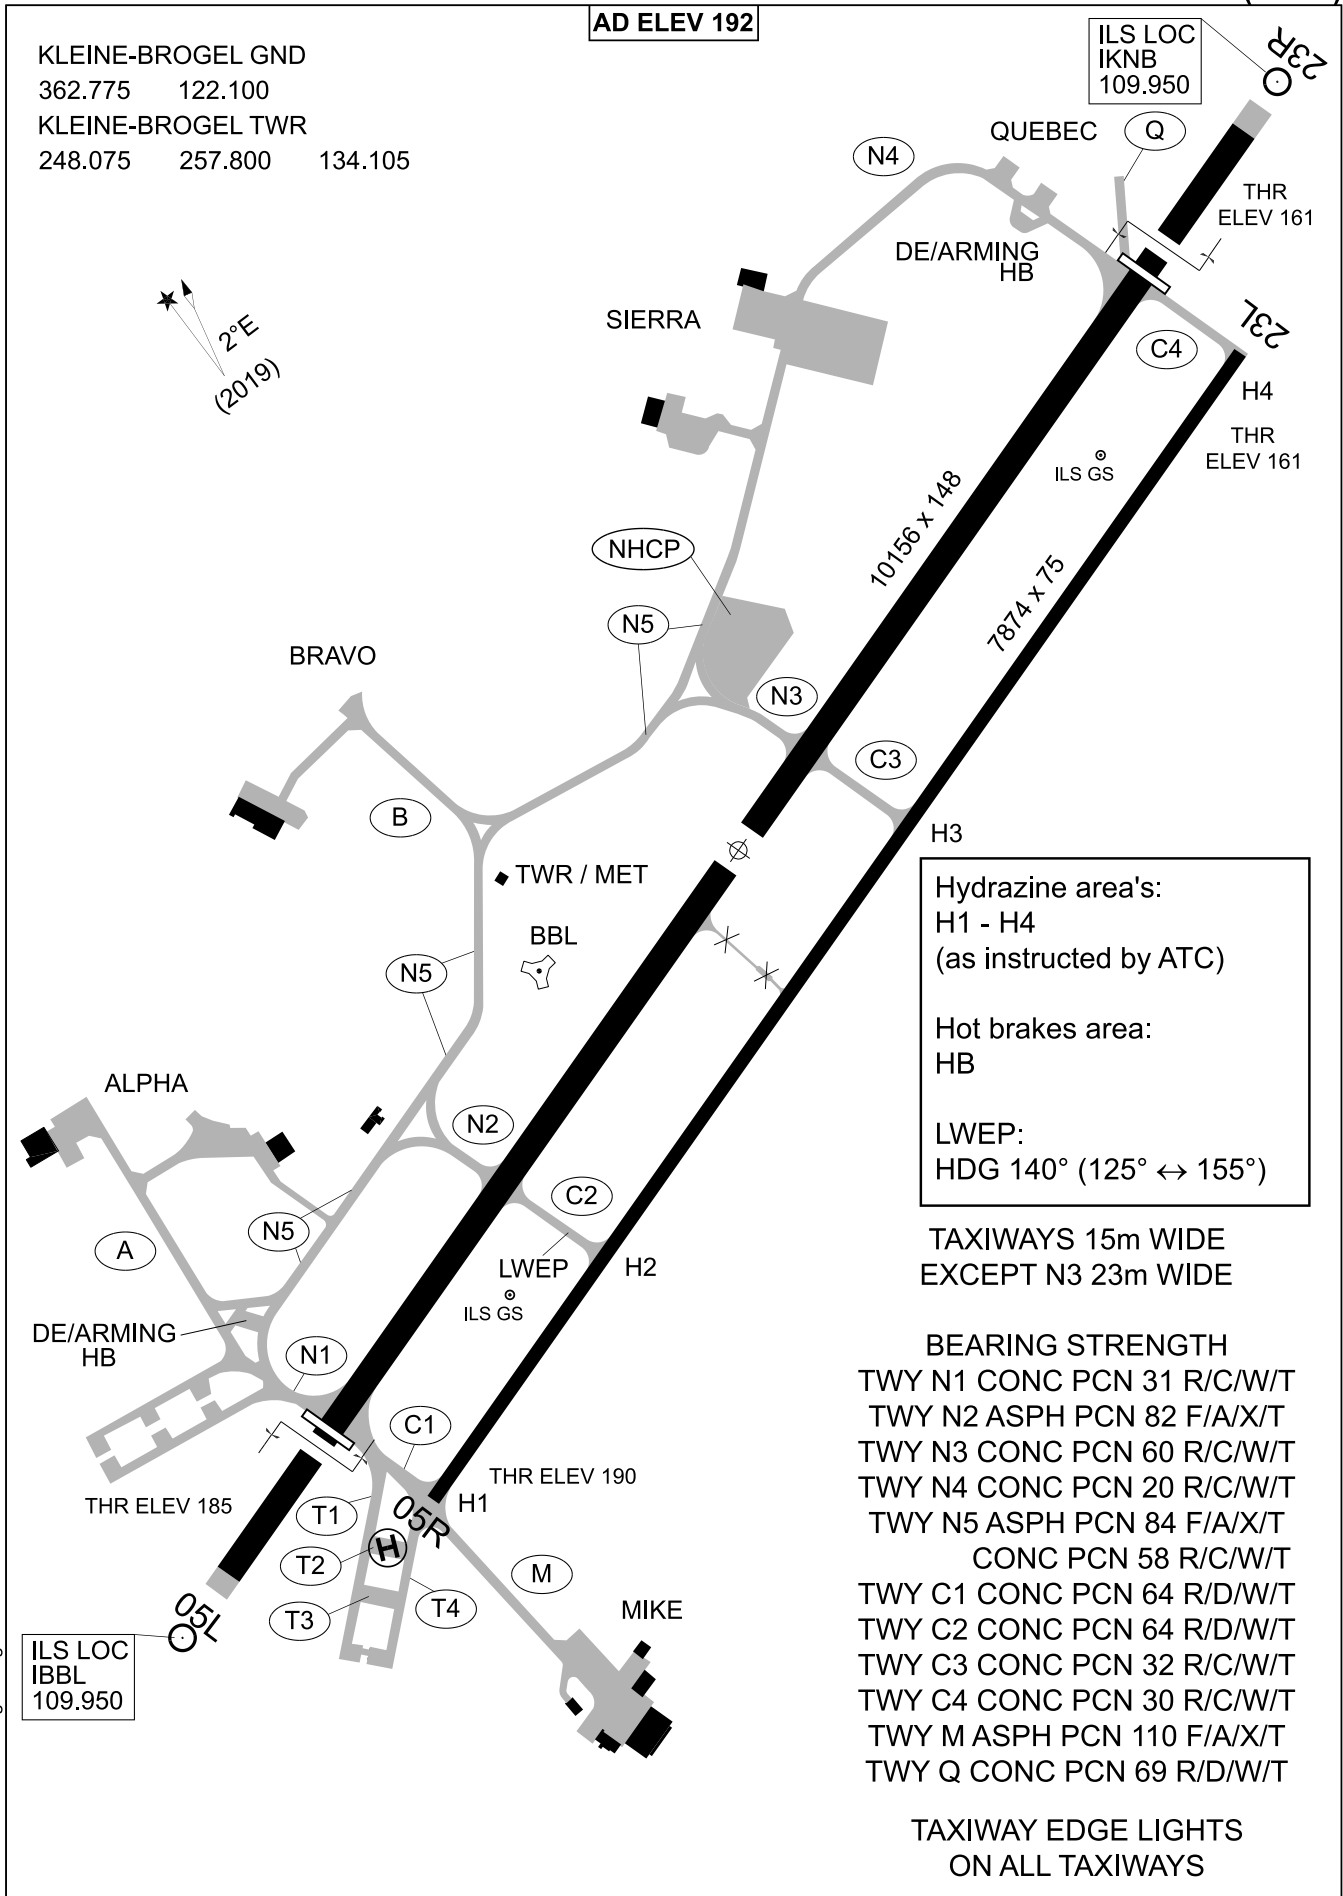 AD ELEV 192
KLEINE-BROGEL GND
362.775 122.100
KLEINE-BROGEL TWR
248.075 257.800 134.105
ILS LOC
IKNB
109.950
23R
QUEBEC
Q
N4
THR
ELEV 161
DE/ARMING
HB
2°E
(2019)
SIERRA
23L
C4
H4
THR
ELEV 161
ILS GS
10156 x 148
NHCP
7874 x 75
N5
BRAVO
N3
C3
B
H3
TWR / MET
Hydrazine area's:
H1 - H4
(as instructed by ATC)
Hot brakes area:
HB
LWEP:
HDG 140° (125° ↔ 155°)
BBL
N5
ALPHA
N2
C2
N5
A
LWEP
H2
ILS GS
TAXIWAYS 15m WIDE
EXCEPT N3 23m WIDE
DE/ARMING
HB
N1
C1
THR ELEV 190
THR ELEV 185
H1
05R
T1
H
T2
M
T3
T4
05L
MIKE
ILS LOC
IBBL
109.950
BEARING STRENGTH
TWY N1 CONC PCN 31 R/C/W/T
TWY N2 ASPH PCN 82 F/A/X/T
TWY N3 CONC PCN 60 R/C/W/T
TWY N4 CONC PCN 20 R/C/W/T
TWY N5 ASPH PCN 84 F/A/X/T
CONC PCN 58 R/C/W/T
TWY C1 CONC PCN 64 R/D/W/T
TWY C2 CONC PCN 64 R/D/W/T
TWY C3 CONC PCN 32 R/C/W/T
TWY C4 CONC PCN 30 R/C/W/T
TWY M ASPH PCN 110 F/A/X/T
TWY Q CONC PCN 69 R/D/W/T
TAXIWAY EDGE LIGHTS
ON ALL TAXIWAYS